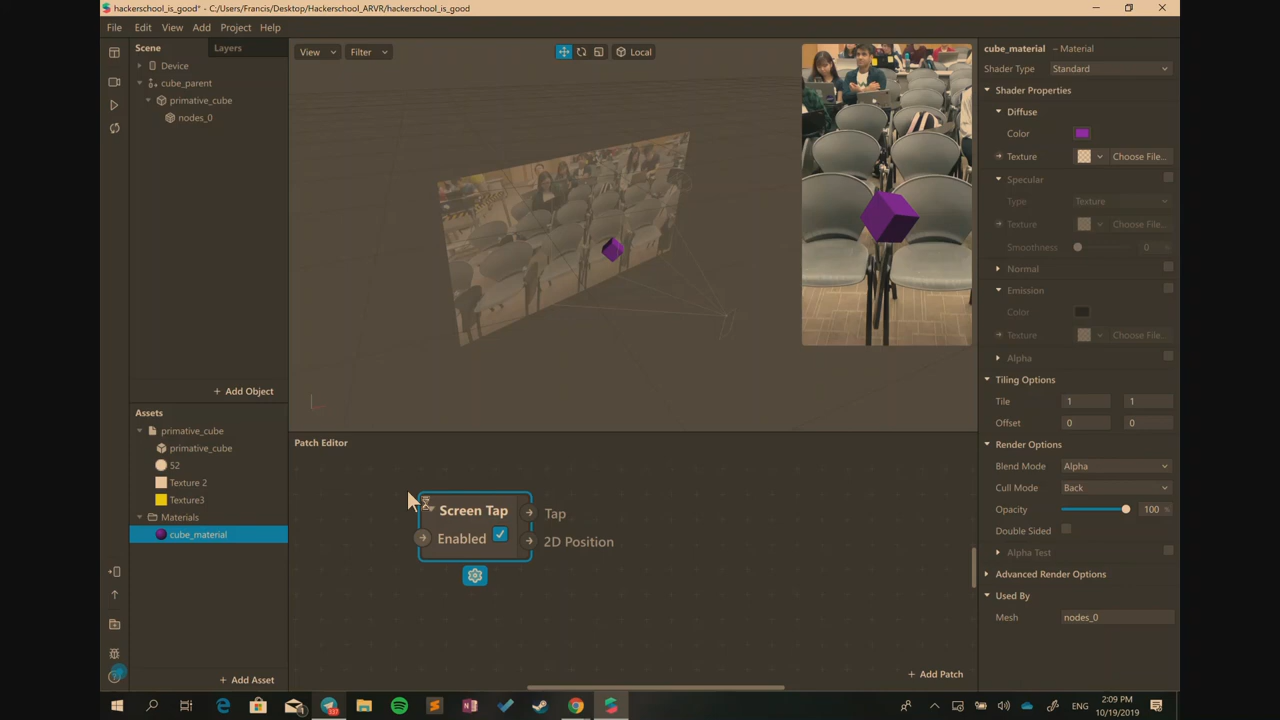 hackerschool_is_good* - C:/Users/Francis/Desktop/Hackerschool_ARVR/hackerschool_is_good
File Edit View Add Project Help
Scene Layers
Device
cube_parent
primative_cube
nodes_0
+ Add Object
Assets
primative_cube
primative_cube
52
Texture 2
Texture3
Materials
cube_material
+ Add Asset
View Filter Local
Patch Editor
Screen Tap
Enabled
Tap
2D Position
+ Add Patch
cube_material – Material
Shader Type Standard
Shader Properties
Diffuse
Color
Texture Choose File...
Specular
Type Texture
Texture Choose File...
Smoothness 0
Normal
Emission
Color
Texture Choose File...
Alpha
Tiling Options
Tile 1 1
Offset 0 0
Render Options
Blend Mode Alpha
Cull Mode Back
Opacity 100 %
Double Sided
Alpha Test
Advanced Render Options
Used By
Mesh nodes_0
ENG
2:09 PM
10/19/2019